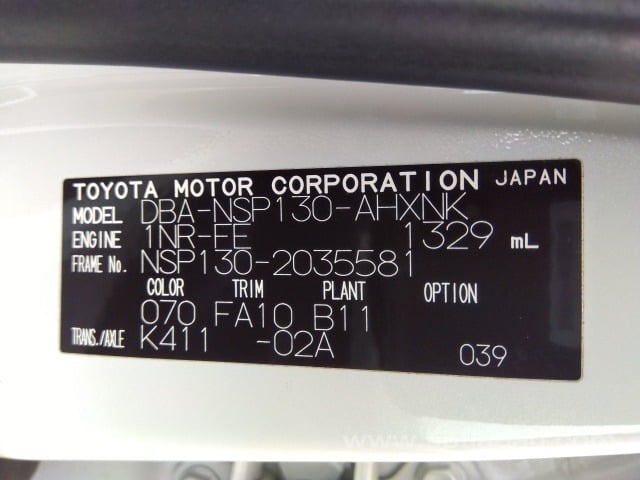 TOYOTA MOTOR CORPORATION JAPAN
MODEL DBA-NSP130-AHXNK
ENGINE 1NR-FE 1329 mL
FRAME No. NSP130-2035581
COLOR TRIM PLANT OPTION
070 FA10 B11
TRANS./AXLE K411 -02A
039